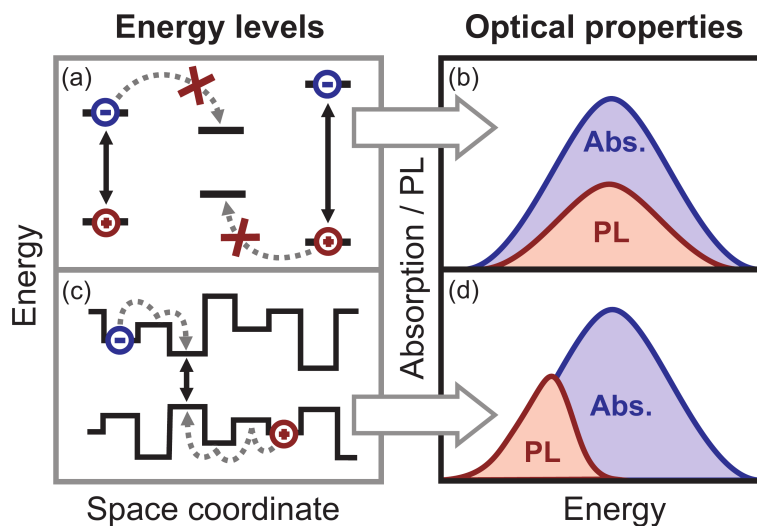 Energy levels
Optical properties
(a)
(b)
Abs.
PL
Energy
Absorption / PL
(c)
(d)
Abs.
PL
Space coordinate
Energy